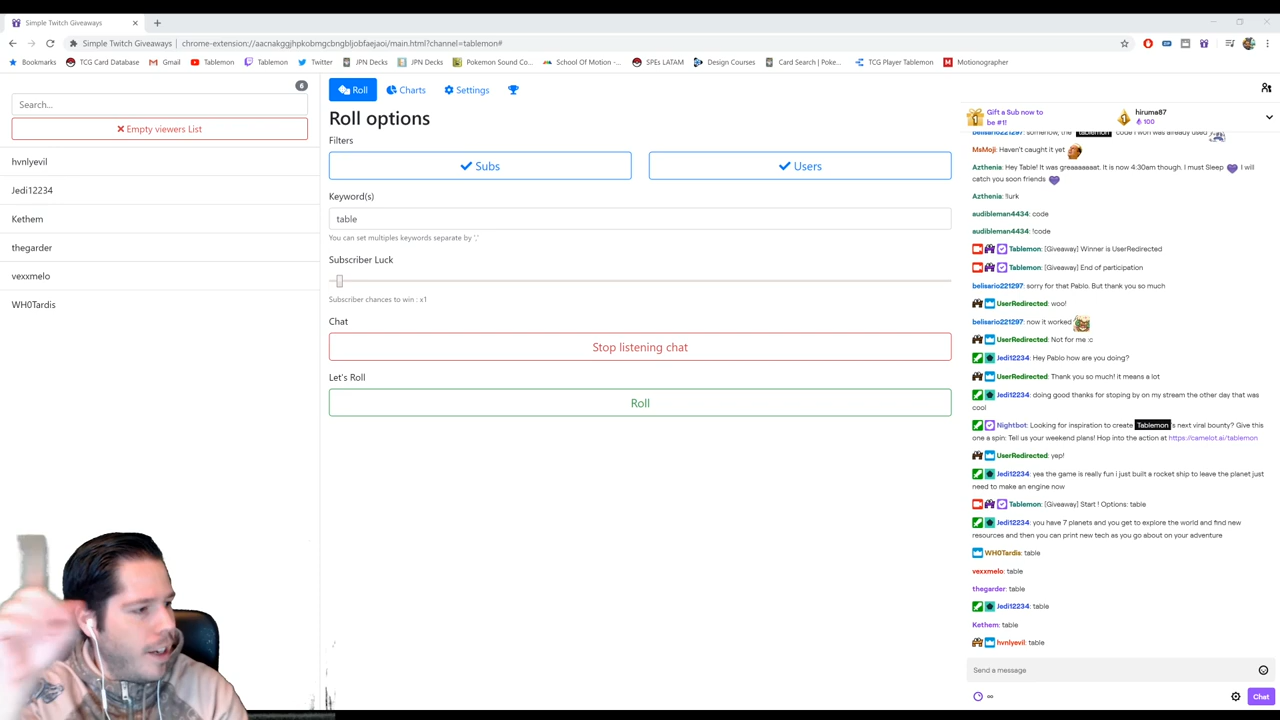 Simple Twitch Giveaways
Simple Twitch Giveaways | chrome-extension://aacnakggjhpkobmgcbngbljobfaejaoi/main.html?channel=tablemon#
Bookmarks TCG Card Database Gmail Tablemon Tablemon Twitter JPN Decks JPN Decks Pokemon Sound Co... School Of Motion -... SPEs LATAM Design Courses Card Search | Poke... TCG Player Tablemon Motionographer
6
Search...
Empty viewers List
hvnlyevil
Jedi12234
Kethem
thegarder
vexxmelo
WH0Tardis
Roll Charts Settings
Roll options
Filters
Subs Users
Keyword(s)
table
You can set multiples keywords separate by ','
Subscriber Luck
Subscriber chances to win : x1
Chat
Stop listening chat
Let's Roll
Roll
Gift a Sub now to
be #1!
1
hiruma87
100
belisario221297: somehow, the tablemon code I won was already used
MsMoji: Haven't caught it yet
Azthenia: Hey Table! It was greaaaaaaat. It is now 4:30am though. I must Sleep I will
catch you soon friends
Azthenia: !lurk
audibleman4434: code
audibleman4434: !code
Tablemon: [Giveaway] Winner is UserRedirected
Tablemon: [Giveaway] End of participation
belisario221297: sorry for that Pablo. But thank you so much
UserRedirected: woo!
belisario221297: now it worked
UserRedirected: Not for me :c
Jedi12234: Hey Pablo how are you doing?
UserRedirected: Thank you so much! it means a lot
Jedi12234: doing good thanks for stoping by on my stream the other day that was
cool
Nightbot: Looking for inspiration to create Tablemon's next viral bounty? Give this
one a spin: Tell us your weekend plans! Hop into the action at https://camelot.ai/tablemon
UserRedirected: yep!
Jedi12234: yea the game is really fun i just built a rocket ship to leave the planet just
need to make an engine now
Tablemon: [Giveaway] Start ! Options: table
Jedi12234: you have 7 planets and you get to explore the world and find new
resources and then you can print new tech as you go about on your adventure
WH0Tardis: table
vexxmelo: table
thegarder: table
Jedi12234: table
Kethem: table
hvnlyevil: table
Send a message
∞
Chat